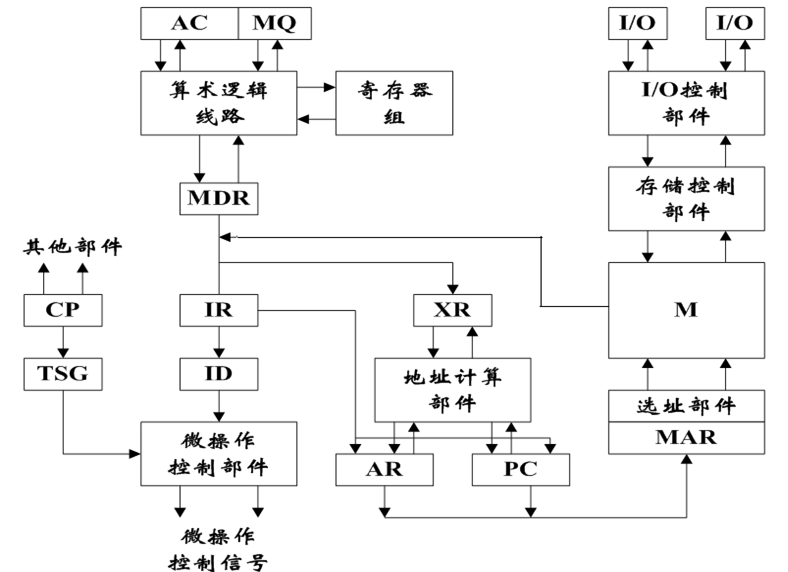 AC
MQ
I/O
I/O
算术逻辑
线路
寄存器
组
I/O控制
部件
MDR
存储控制
部件
其他部件
CP
IR
XR
M
TSG
ID
地址计算
部件
选址部件
MAR
微操作
控制部件
AR
PC
微操作
控制信号